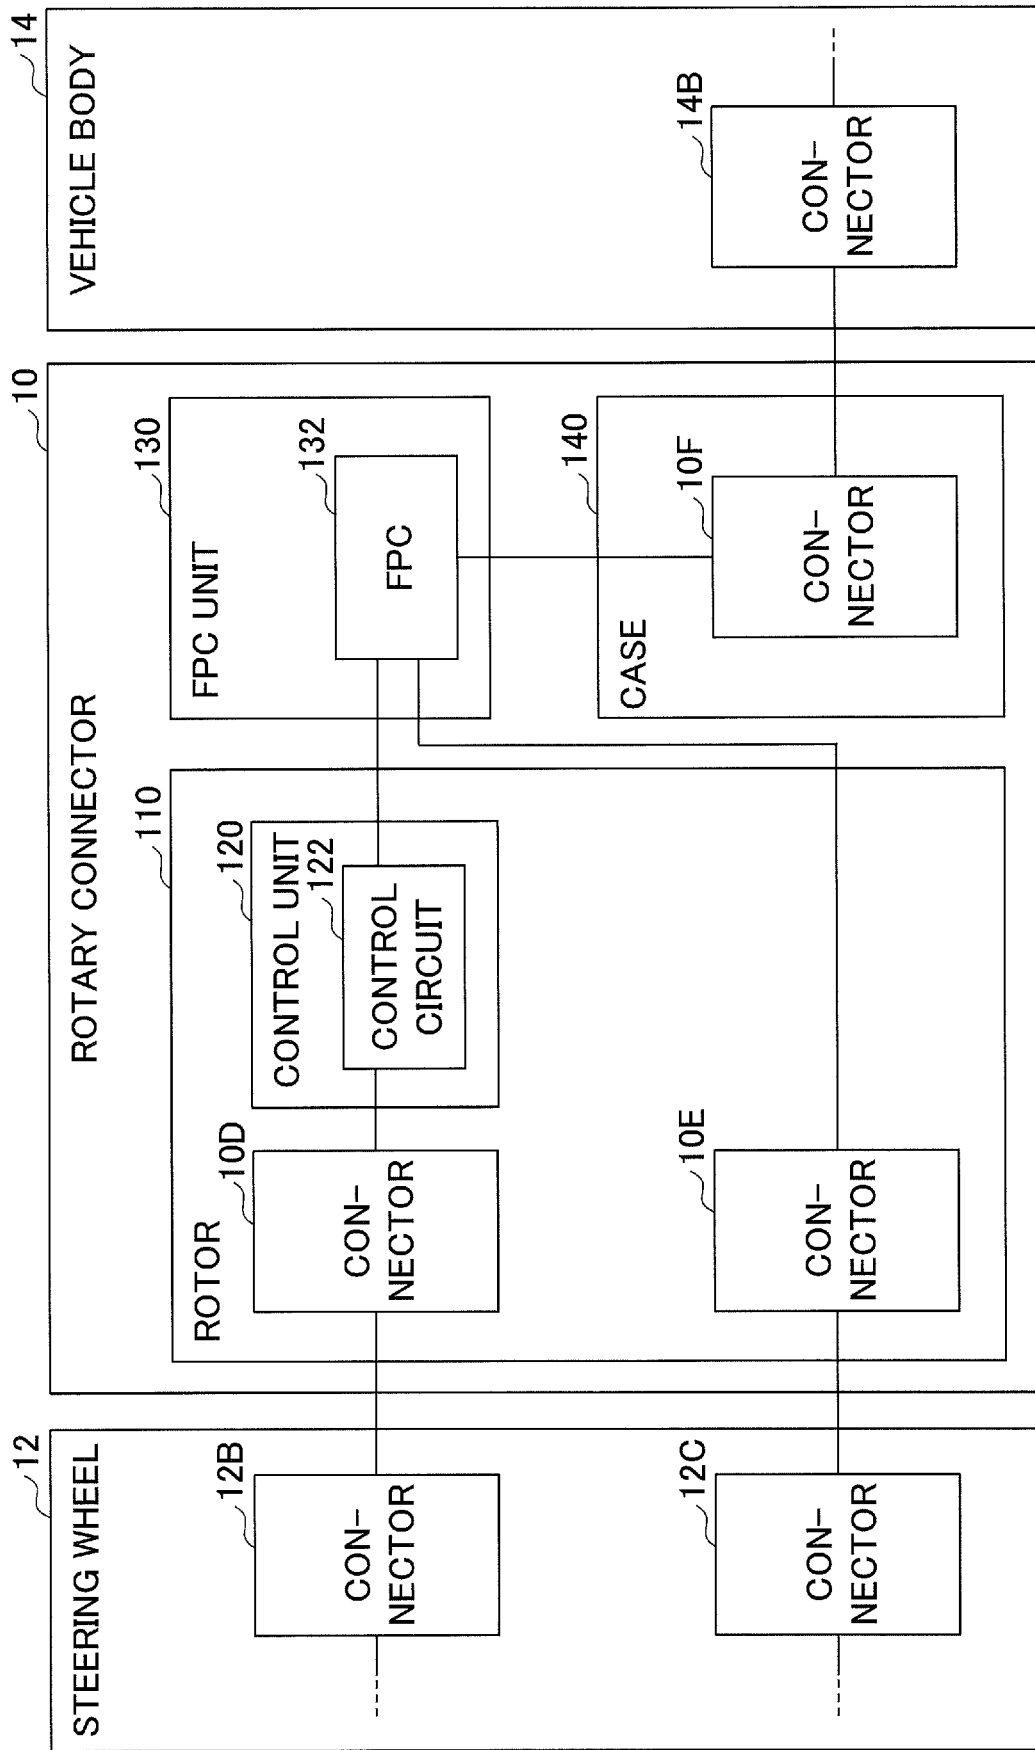 STEERING WHEEL
12
CON–
NECTOR
12B
CON–
NECTOR
12C
ROTARY CONNECTOR
10
ROTOR
110
CON–
NECTOR
10D
CONTROL UNIT
120
CONTROL
CIRCUIT
122
CON–
NECTOR
10E
FPC UNIT
130
FPC
132
CASE
140
CON–
NECTOR
10F
VEHICLE BODY
14
CON–
NECTOR
14B